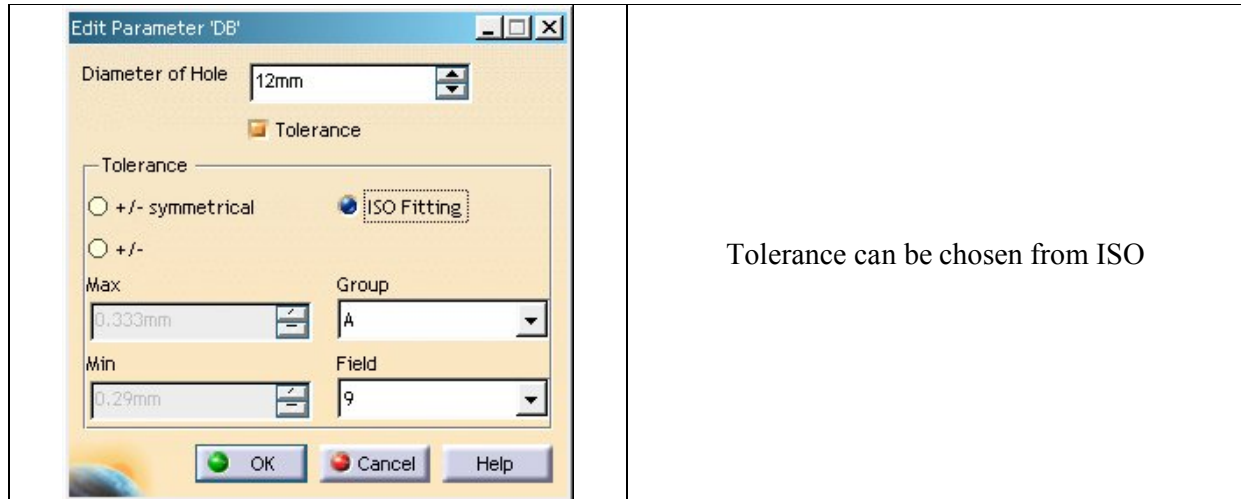 Edit Parameter 'DB'
Diameter of Hole 12mm
Tolerance
Tolerance
+/- symmetrical ISO Fitting
+/-
Max Group
0.333mm A
Min Field
0.29mm 9
OK Cancel Help
Tolerance can be chosen from ISO